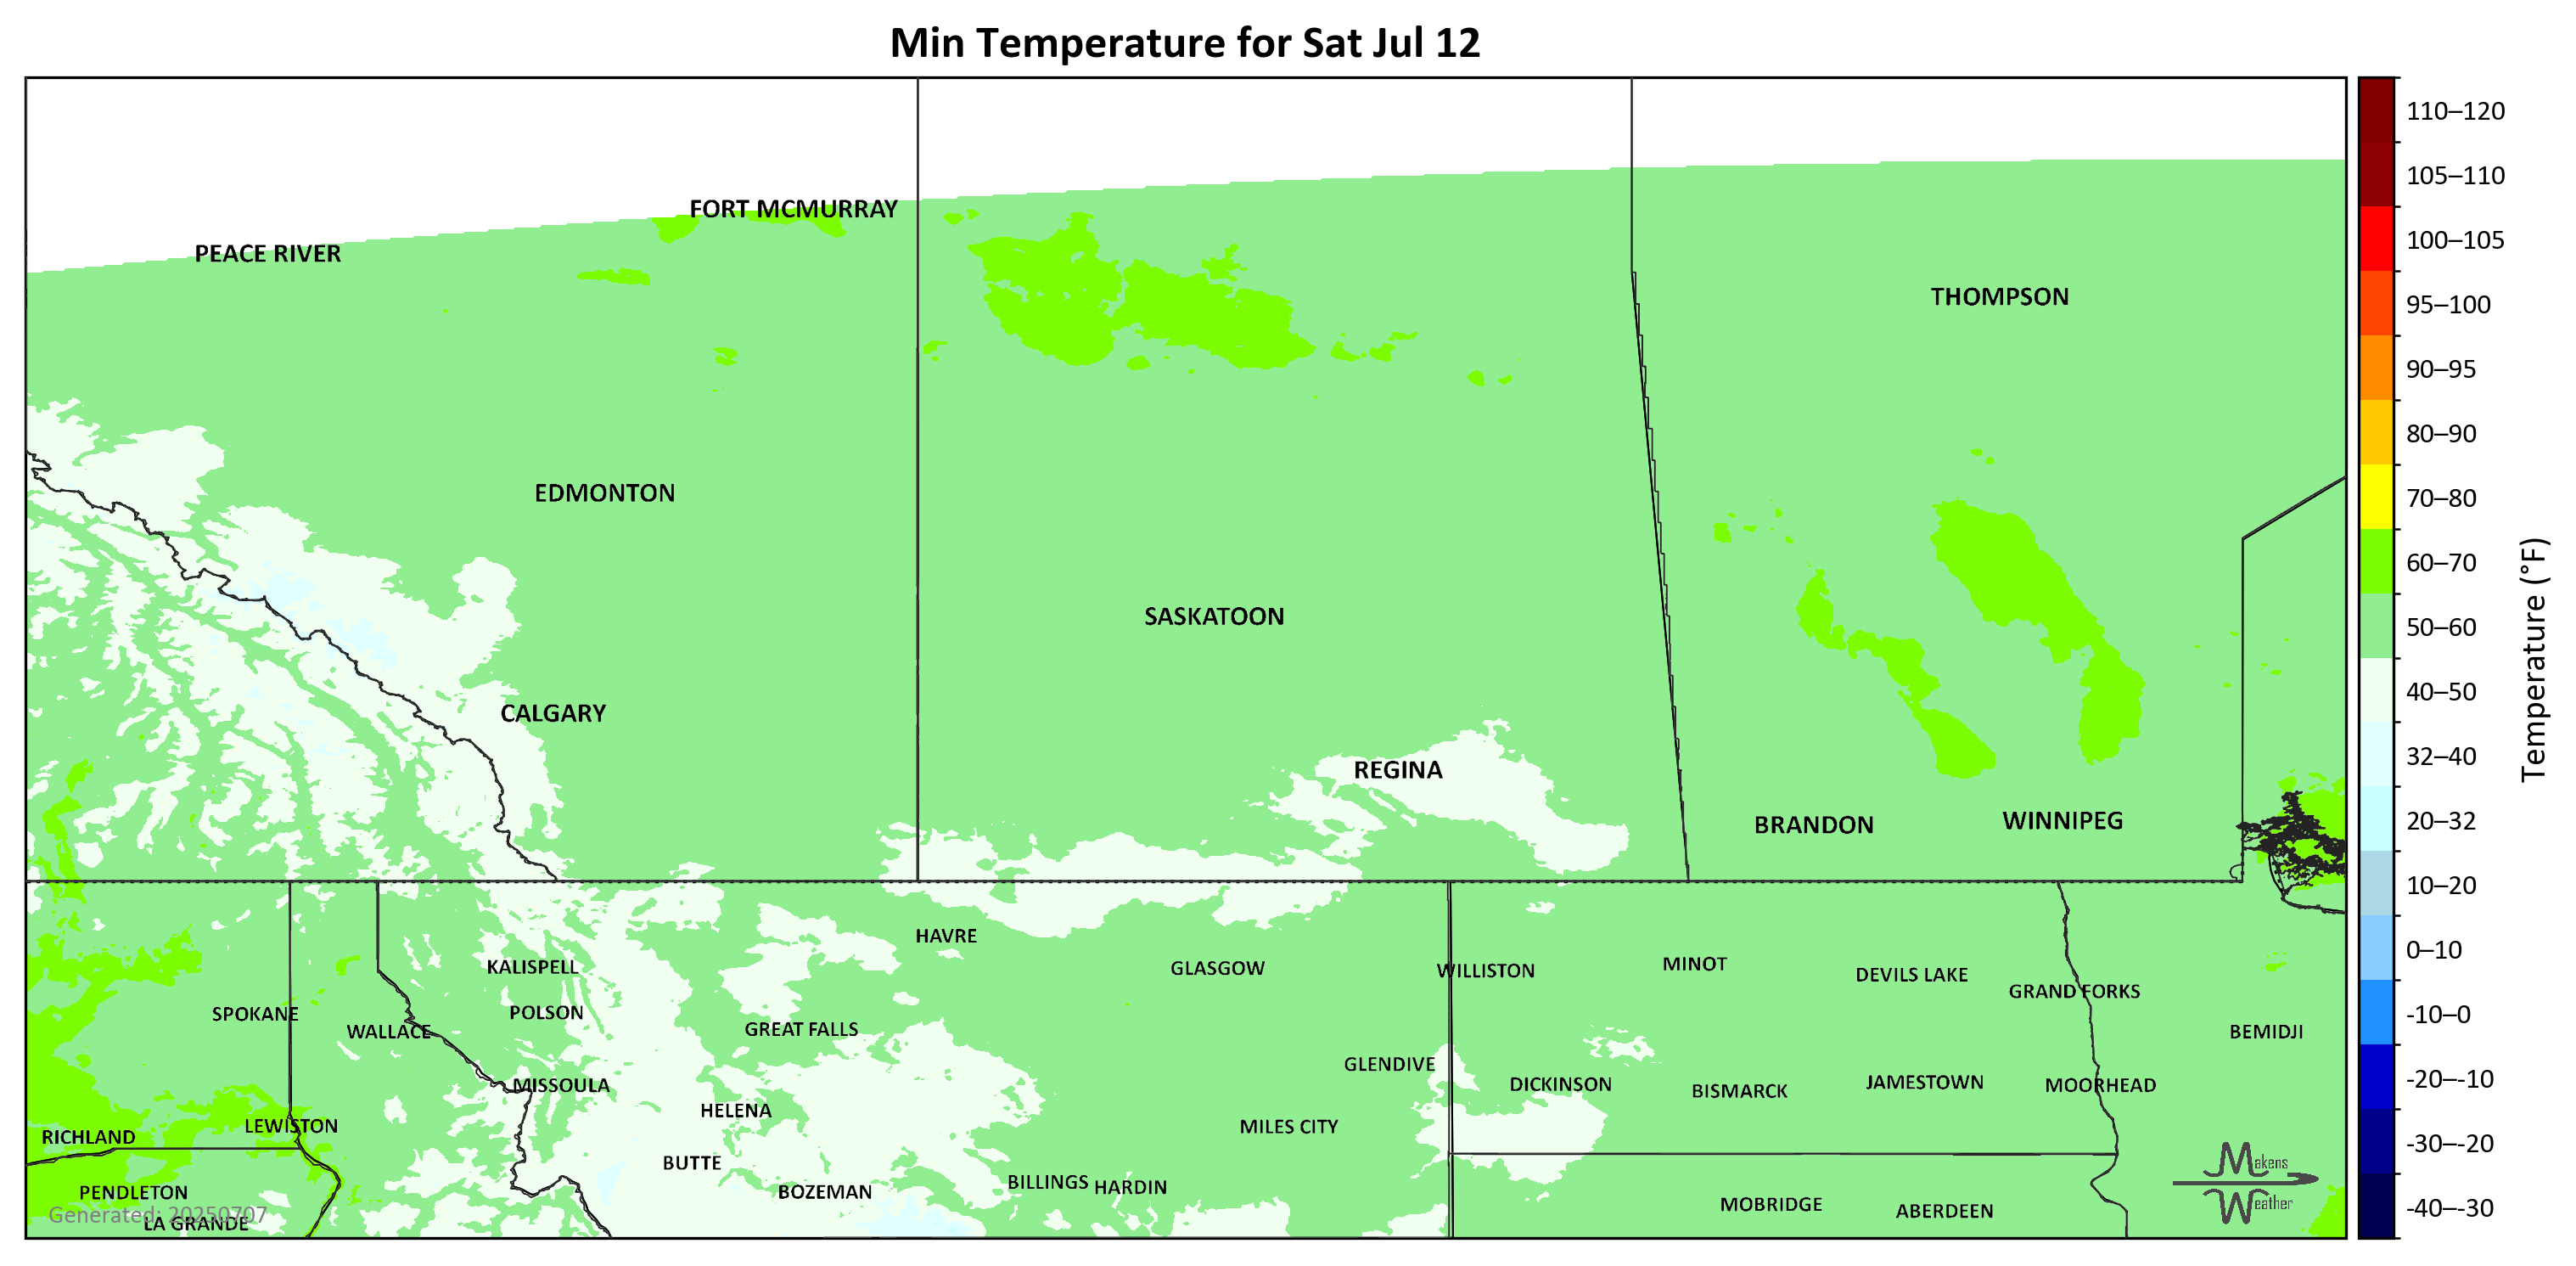 Min Temperature for Sat Jul 12
FORT MCMURRAY
PEACE RIVER
THOMPSON
EDMONTON
SASKATOON
CALGARY
REGINA
BRANDON
WINNIPEG
HAVRE
KALISPELL
GLASGOW
WILLISTON
MINOT
DEVILS LAKE
GRAND FORKS
SPOKANE
POLSON
WALLACE
GREAT FALLS
BEMIDJI
GLENDIVE
MISSOULA
DICKINSON
BISMARCK
JAMESTOWN
MOORHEAD
HELENA
LEWISTON
MILES CITY
RICHLAND
BUTTE
PENDLETON
BOZEMAN
BILLINGS
HARDIN
MOBRIDGE
ABERDEEN
Generated: 20250707
LA GRANDE
Makens
Weather
110–120
105–110
100–105
95–100
90–95
80–90
70–80
60–70
50–60
40–50
32–40
20–32
10–20
0–10
-10–0
-20–-10
-30–-20
-40–-30
Temperature (°F)